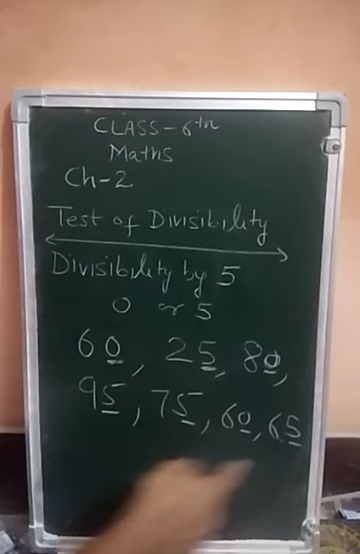 CLASS - 6th
Maths
Ch-2
Test of Divisibility
Divisibility by 5
0 or 5
60, 25, 80,
95, 75, 60, 65